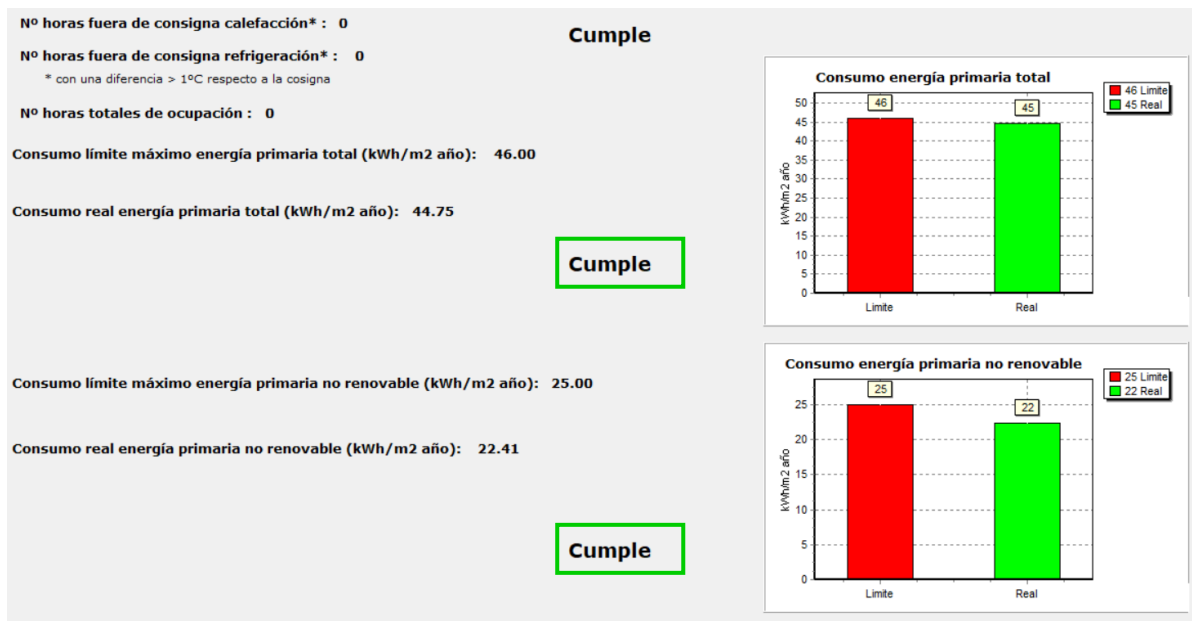 Nº horas fuera de consigna calefacción* : 0
Cumple
Nº horas fuera de consigna refrigeración* : 0
* con una diferencia > 1ºC respecto a la cosigna
Nº horas totales de ocupación : 0
Consumo límite máximo energía primaria total (kWh/m2 año): 46.00
Consumo real energía primaria total (kWh/m2 año): 44.75
Cumple
Consumo energía primaria total
46 Limite
45 Real
46
45
50
45
40
35
30
25
20
15
10
5
0
kWh/m2 año
Limite
Real
Consumo límite máximo energía primaria no renovable (kWh/m2 año): 25.00
Consumo real energía primaria no renovable (kWh/m2 año): 22.41
Cumple
Consumo energía primaria no renovable
25 Limite
22 Real
25
22
25
20
15
10
5
0
kWh/m2 año
Limite
Real